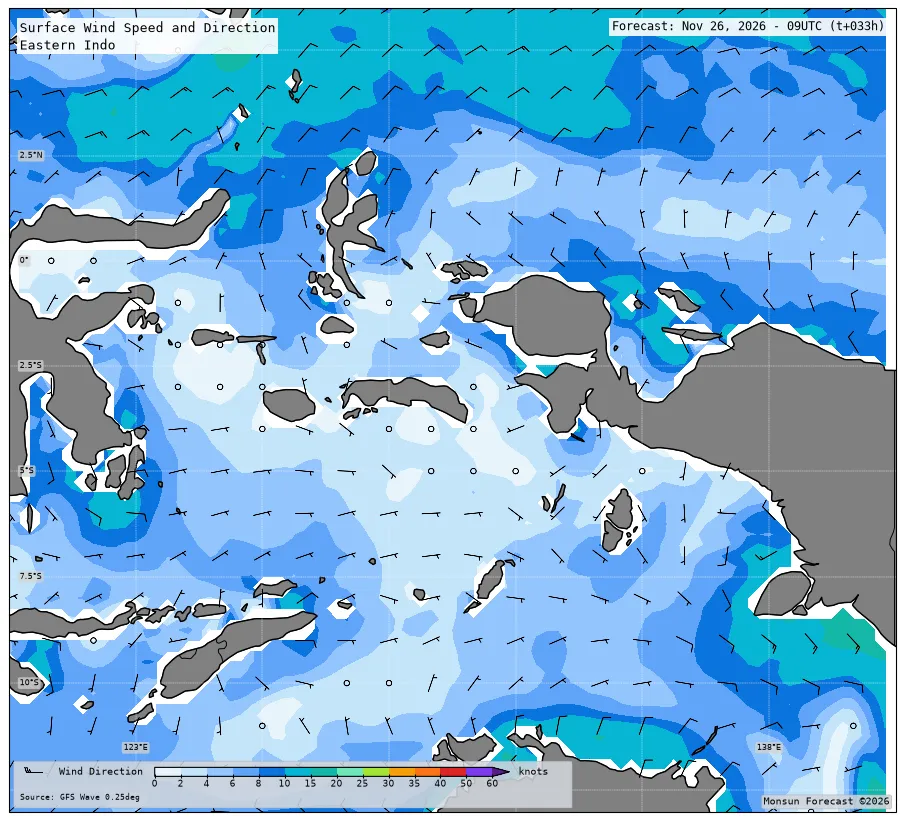 Surface Wind Speed and Direction
Eastern Indo
Forecast: Nov 26, 2026 - 09UTC (t+033h)
2.5°N
0°
2.5°S
5°S
7.5°S
10°S
123°E
138°E
Wind Direction
0 2 4 6 8 10 15 20 25 30 35 40 50 60
knots
Source: GFS Wave 0.25deg
Monsun Forecast ©2026